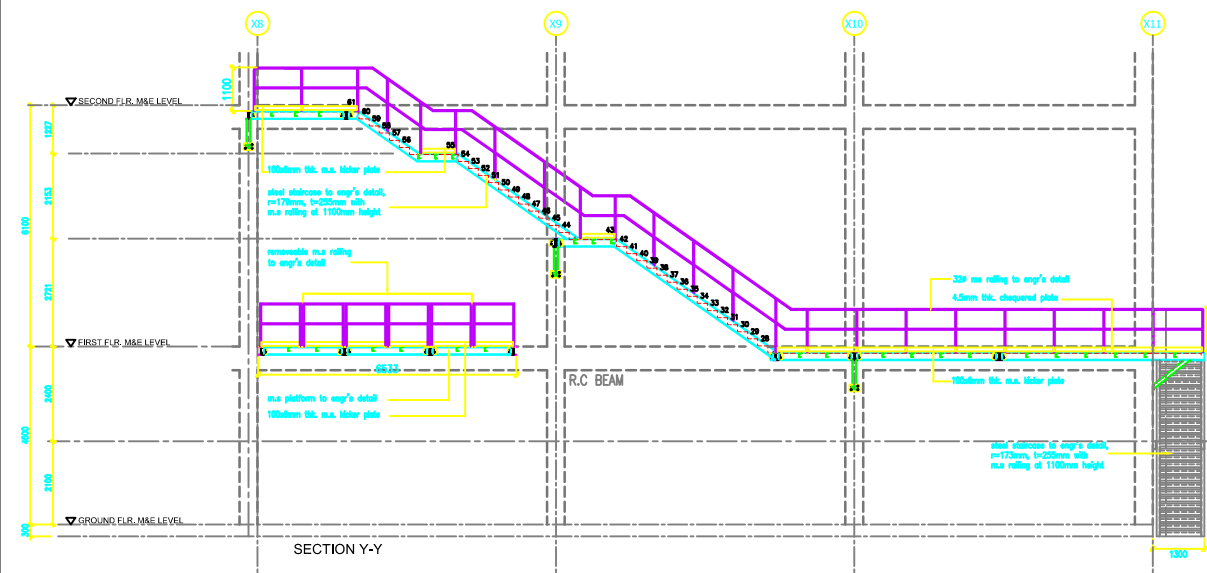 X8
X9
X10
X11
1100
SECOND FLR. M&E LEVEL
61
60
59
58
57
56
55
54
53
52
51
50
49
48
47
46
45
44
43
42
41
40
39
38
37
36
35
34
33
32
31
30
29
28
1227
2153
6100
2721
100x6mm thk. m.s. kicker plate
steel staircase to engr's detail,
r=179mm, t=255mm with
m.s railing at 1100mm height
removeable m.s railing
to engr's detail
32# ms railing to engr's detail
4.5mm thk. chequered plate
FIRST FLR. M&E LEVEL
R.C BEAM
100x6mm thk. m.s. kicker plate
m.s platform to engr's detail
100x6mm thk. m.s. kicker plate
2400
4800
2100
steel staircase to engr's detail,
r=173mm, t=255mm with
m.s railing at 1100mm height
GROUND FLR. M&E LEVEL
300
SECTION Y-Y
1300